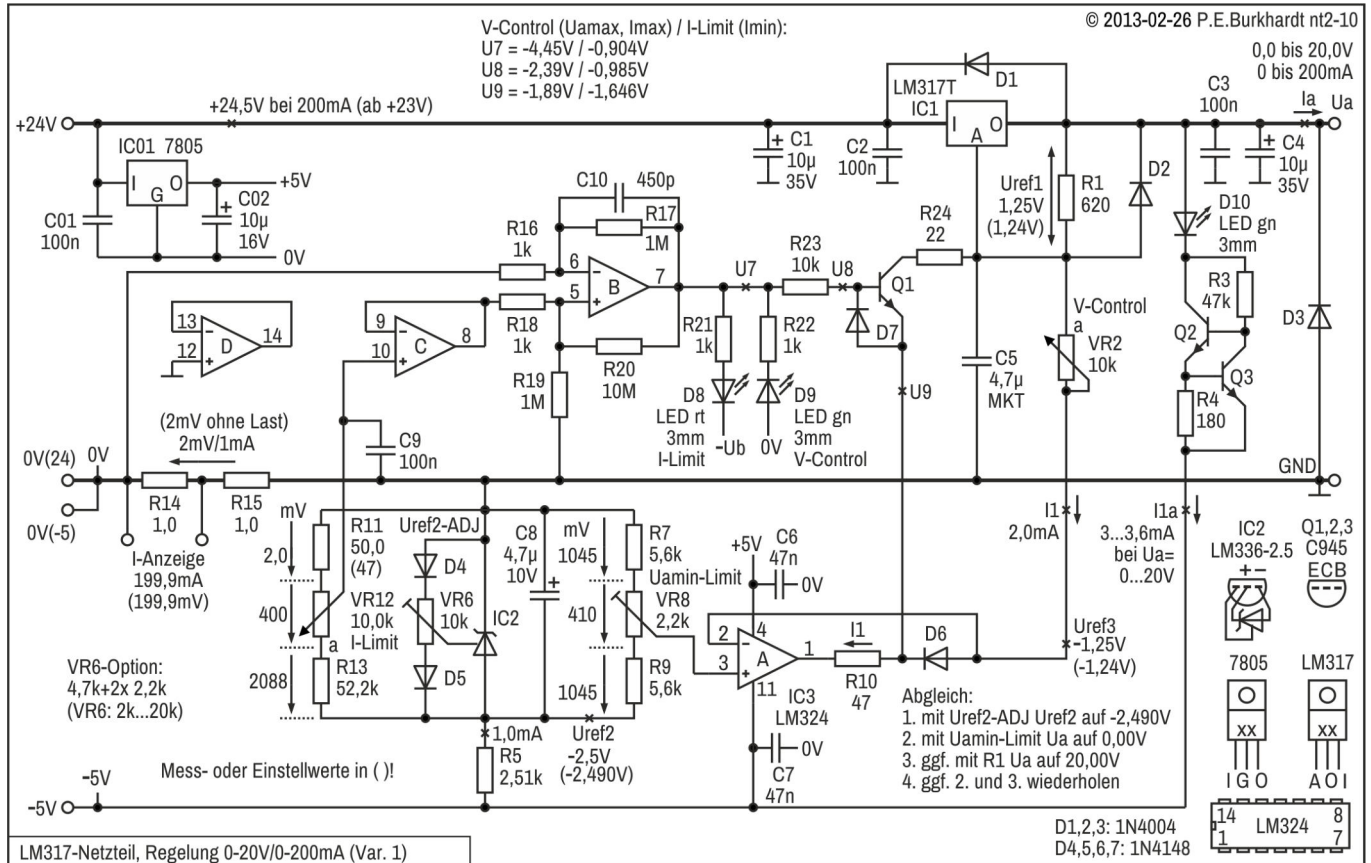 V-Control (Uamax, Imax) / I-Limit (Imin):
U7 = -4,45V / -0,904V
U8 = -2,39V / -0,985V
U9 = -1,89V / -1,646V
© 2013-02-26 P.E.Burkhardt nt2-10
0,0 bis 20,0V
0 bis 200mA
+24V
+24,5V bei 200mA (ab +23V)
IC01 7805
I
O
G
+5V
C01
100n
C02
10µ
16V
0V
C1
10µ
35V
C2
100n
D1
LM317T
IC1
I
O
A
Uref1
1,25V
(1,24V)
R1
620
D2
C3
100n
C4
10µ
35V
Ia
Ua
D10
LED gn
3mm
R3
47k
Q2
Q3
R4
180
D3
C10
450p
R17
1M
R16
1k
6
5
B
7
R18
1k
R20
10M
R19
1M
9
10
C
8
13
12
D
14
U7
R21
1k
R22
1k
D8
LED rt
3mm
I-Limit
-Ub
D9
LED gn
3mm
V-Control
0V
R23
10k
U8
R24
22
Q1
D7
U9
C5
4,7µ
MKT
V-Control
a
VR2
10k
C9
100n
(2mV ohne Last)
2mV/1mA
0V(24)
0V
0V(-5)
R14
1,0
R15
1,0
I-Anzeige
199,9mA
(199,9mV)
GND
mV
2,0
400
2088
R11
50,0
(47)
VR12
10,0k
I-Limit
a
R13
52,2k
Uref2-ADJ
D4
VR6
10k
D5
IC2
C8
4,7µ
10V
mV
1045
410
1045
R7
5,6k
Uamin-Limit
VR8
2,2k
R9
5,6k
1,0mA
Uref2
-2,5V
(-2,490V)
R5
2,51k
VR6-Option:
4,7k+2x 2,2k
(VR6: 2k...20k)
Mess- oder Einstellwerte in ( )!
-5V
-5V
+5V
C6
47n
0V
2
3
4
A
1
11
IC3
LM324
C7
47n
0V
I1
R10
47
D6
I1
2,0mA
I1a
3...3,6mA
bei Ua=
0...20V
Uref3
-1,25V
(-1,24V)
Abgleich:
1. mit Uref2-ADJ Uref2 auf -2,490V
2. mit Uamin-Limit Ua auf 0,00V
3. ggf. mit R1 Ua auf 20,00V
4. ggf. 2. und 3. wiederholen
IC2
LM336-2.5
+ -
Q1,2,3
C945
ECB
7805
XX
I G O
LM317
XX
A O I
14
8
LM324
1
7
D1,2,3: 1N4004
D4,5,6,7: 1N4148
LM317-Netzteil, Regelung 0-20V/0-200mA (Var. 1)